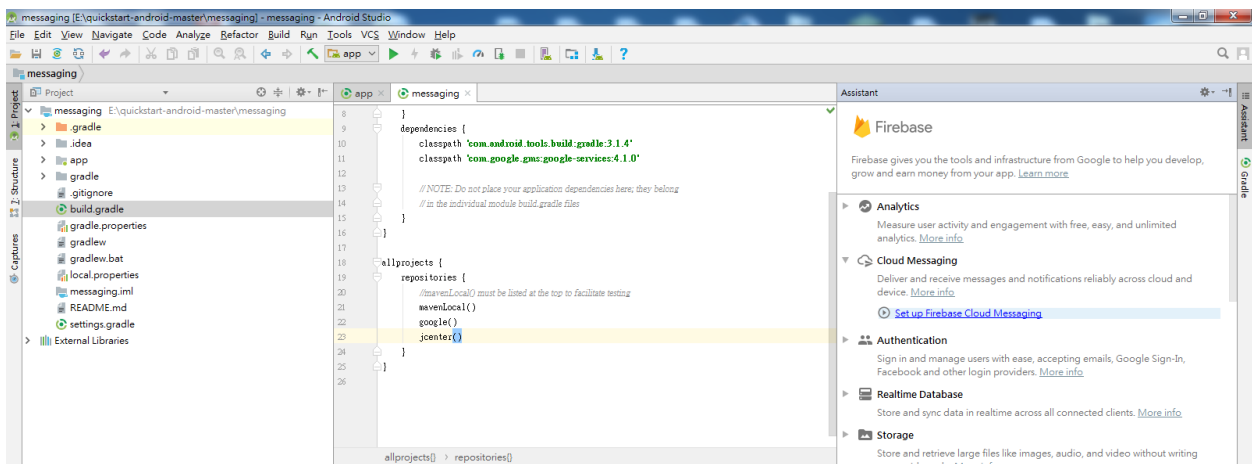 messaging [E:\quickstart-android-master\messaging] - messaging - Android Studio
File Edit View Navigate Code Analyze Refactor Build Run Tools VCS Window Help
app
messaging
1: Project
Z: Structure
Captures
Project
messaging E:\quickstart-android-master\messaging
.gradle
.idea
app
gradle
.gitignore
build.gradle
gradle.properties
gradlew
gradlew.bat
local.properties
messaging.iml
README.md
settings.gradle
External Libraries
app
messaging
8 }
9 dependencies {
10 classpath 'com.android.tools.build:gradle:3.1.4'
11 classpath 'com.google.gms:google-services:4.1.0'
12
13 // NOTE: Do not place your application dependencies here; they belong
14 // in the individual module build.gradle files
15 }
16 }
17
18 allprojects {
19 repositories {
20 //mavenLocal() must be listed at the top to facilitate testing
21 mavenLocal()
22 google()
23 jcenter()
24 }
25 }
26
allprojects{} > repositories{}
Assistant
Firebase
Firebase gives you the tools and infrastructure from Google to help you develop,
grow and earn money from your app. Learn more
Analytics
Measure user activity and engagement with free, easy, and unlimited
analytics. More info
Cloud Messaging
Deliver and receive messages and notifications reliably across cloud and
device. More info
Set up Firebase Cloud Messaging
Authentication
Sign in and manage users with ease, accepting emails, Google Sign-In,
Facebook and other login providers. More info
Realtime Database
Store and sync data in realtime across all connected clients. More info
Storage
Store and retrieve large files like images, audio, and video without writing
Assistant
Gradle